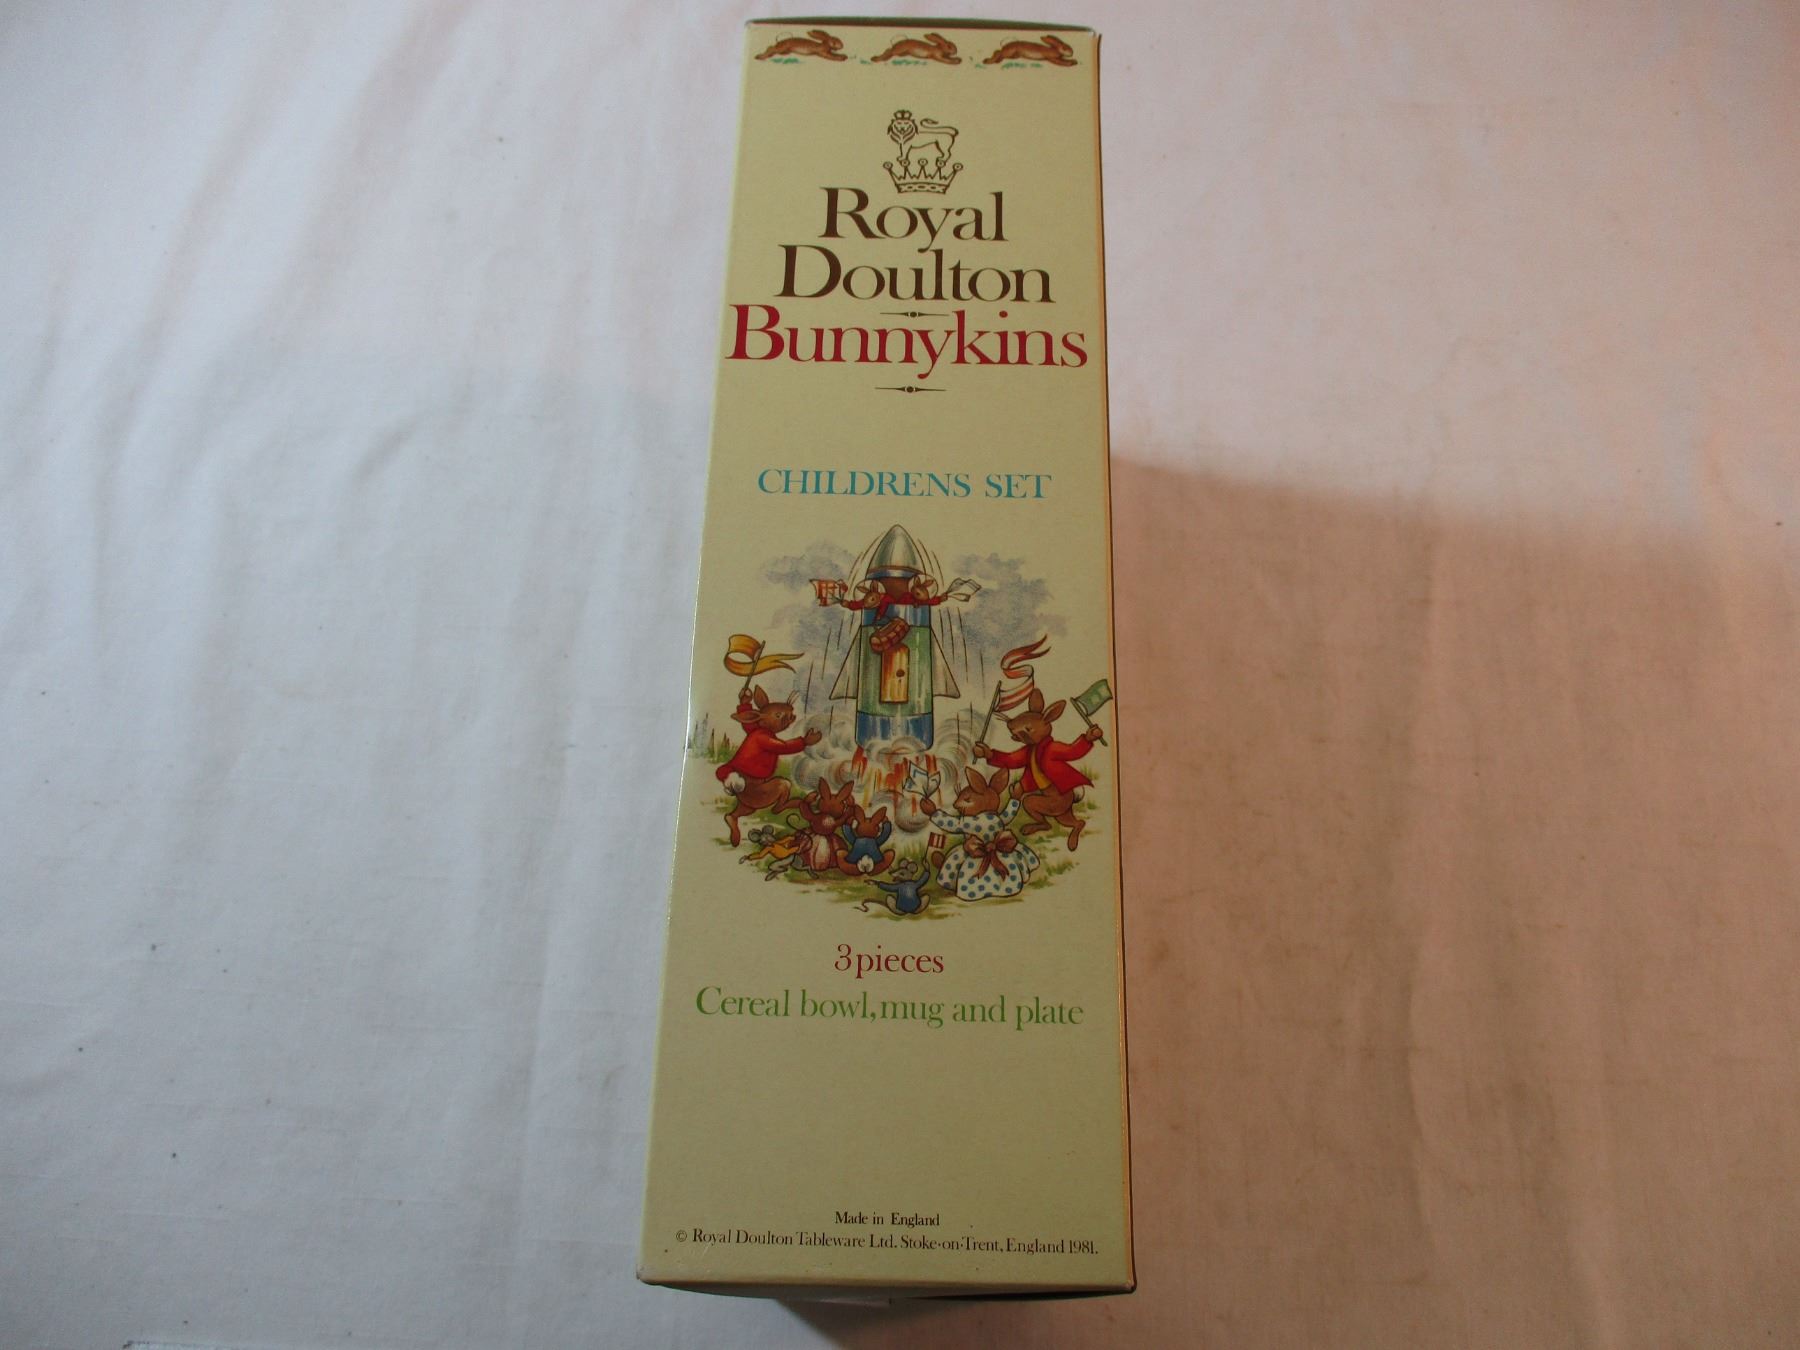 Royal
Doulton
Bunnykins
CHILDRENS SET
3 pieces
Cereal bowl, mug and plate
Made in England
© Royal Doulton Tableware Ltd. Stoke-on-Trent, England 1981.